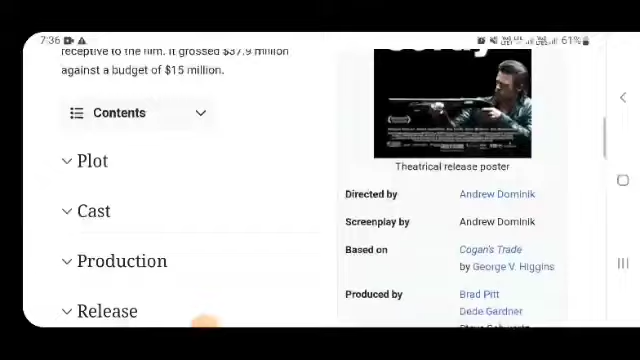 7:36
61%
receptive to the film. It grossed $37.9 million
against a budget of $15 million.
Contents
Plot
Cast
Production
Release
Theatrical release poster
Directed by Andrew Dominik
Screenplay by Andrew Dominik
Based on Cogan's Trade
by George V. Higgins
Produced by Brad Pitt
Dede Gardner